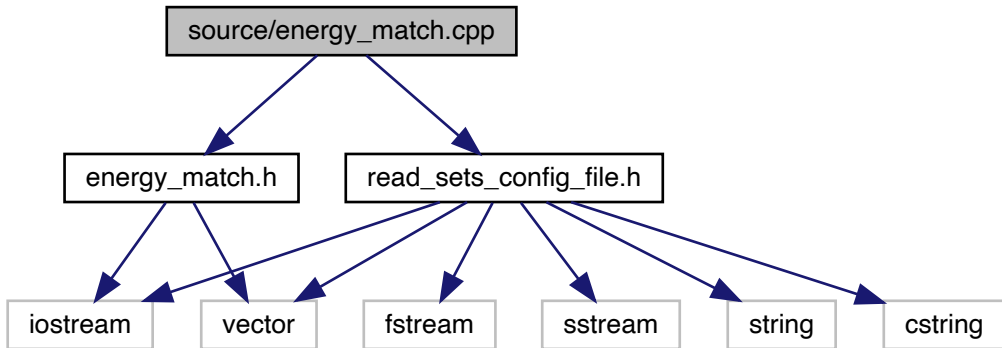 source/energy_match.cpp
energy_match.h
read_sets_config_file.h
iostream
vector
fstream
sstream
string
cstring